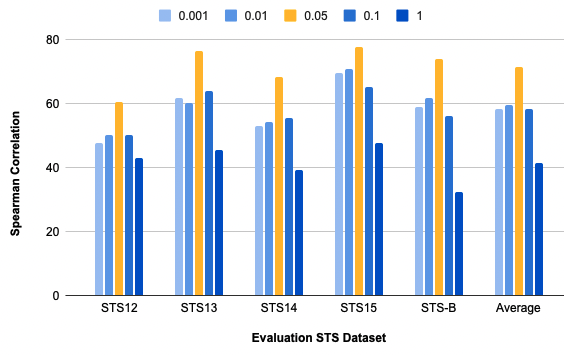 0.001 0.01 0.05 0.1 1
80
60
40
20
0
Spearman Correlation
STS12 STS13 STS14 STS15 STS-B Average
Evaluation STS Dataset